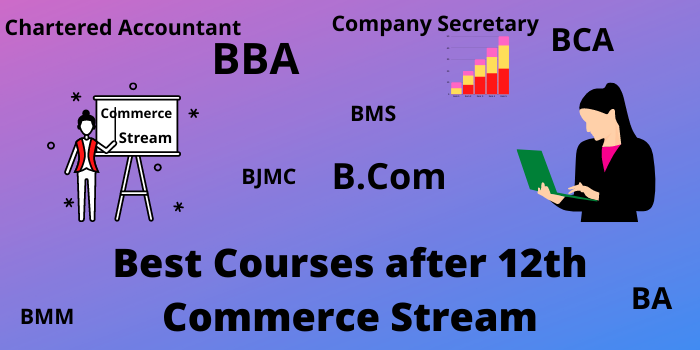 Chartered Accountant
Company Secretary
BBA
BCA
Commerce
Stream
BMS
BJMC
B.Com
Best Courses after 12th
Commerce Stream
BA
BMM